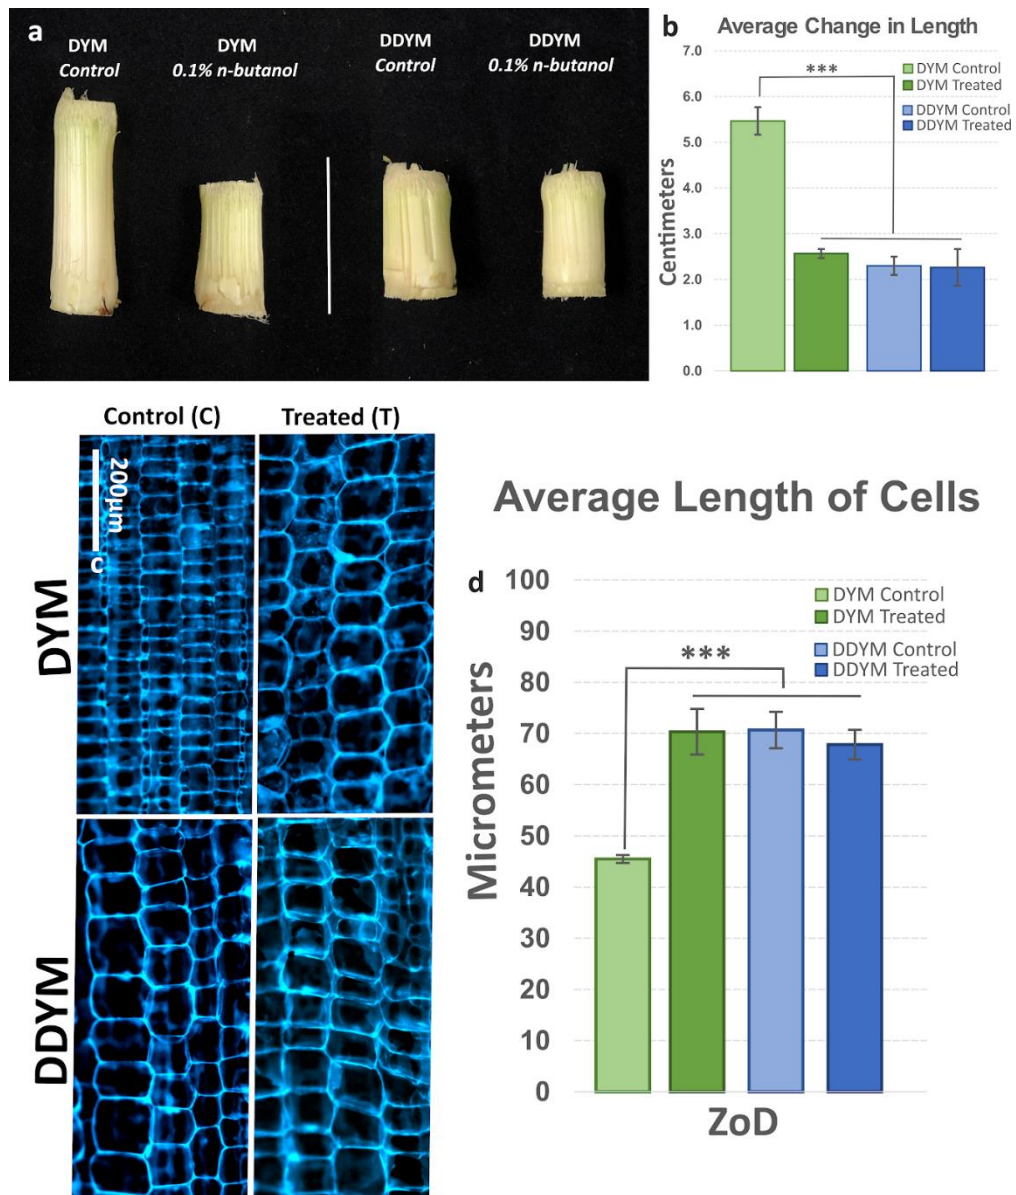 a
DYM
Control
DYM
0.1% n-butanol
DDYM
Control
DDYM
0.1% n-butanol
b
Average Change in Length
Centimeters
7.0
6.0
5.0
4.0
3.0
2.0
1.0
0.0
***
DYM Control
DYM Treated
DDYM Control
DDYM Treated
Control (C)
Treated (T)
200µm
c
DYM
DDYM
Average Length of Cells
d
Micrometers
100
90
80
70
60
50
40
30
20
10
0
***
DYM Control
DYM Treated
DDYM Control
DDYM Treated
ZoD